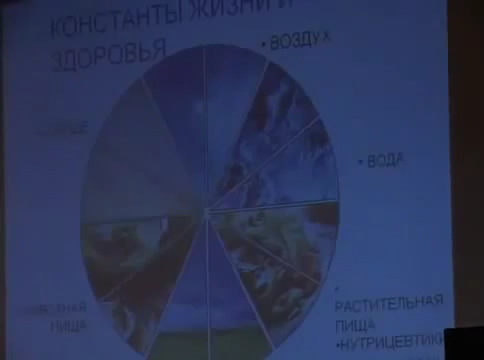 КОНСТАНТЫ ЖИЗНИ И
ЗДОРОВЬЯ
• ВОЗДУХ
• ВОДА
РАСТИТЕЛЬНАЯ
ПИЩА
•НУТРИЦЕВТИКИ
ПИЩА